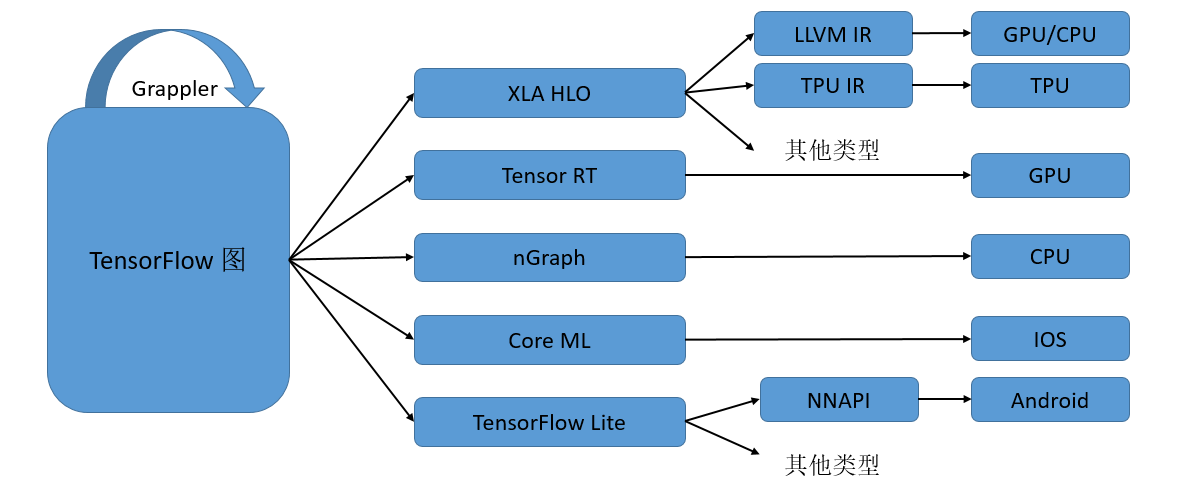 Grappler
TensorFlow 图
XLA HLO
LLVM IR
GPU/CPU
TPU IR
TPU
其他类型
Tensor RT
GPU
nGraph
CPU
Core ML
IOS
TensorFlow Lite
NNAPI
Android
其他类型